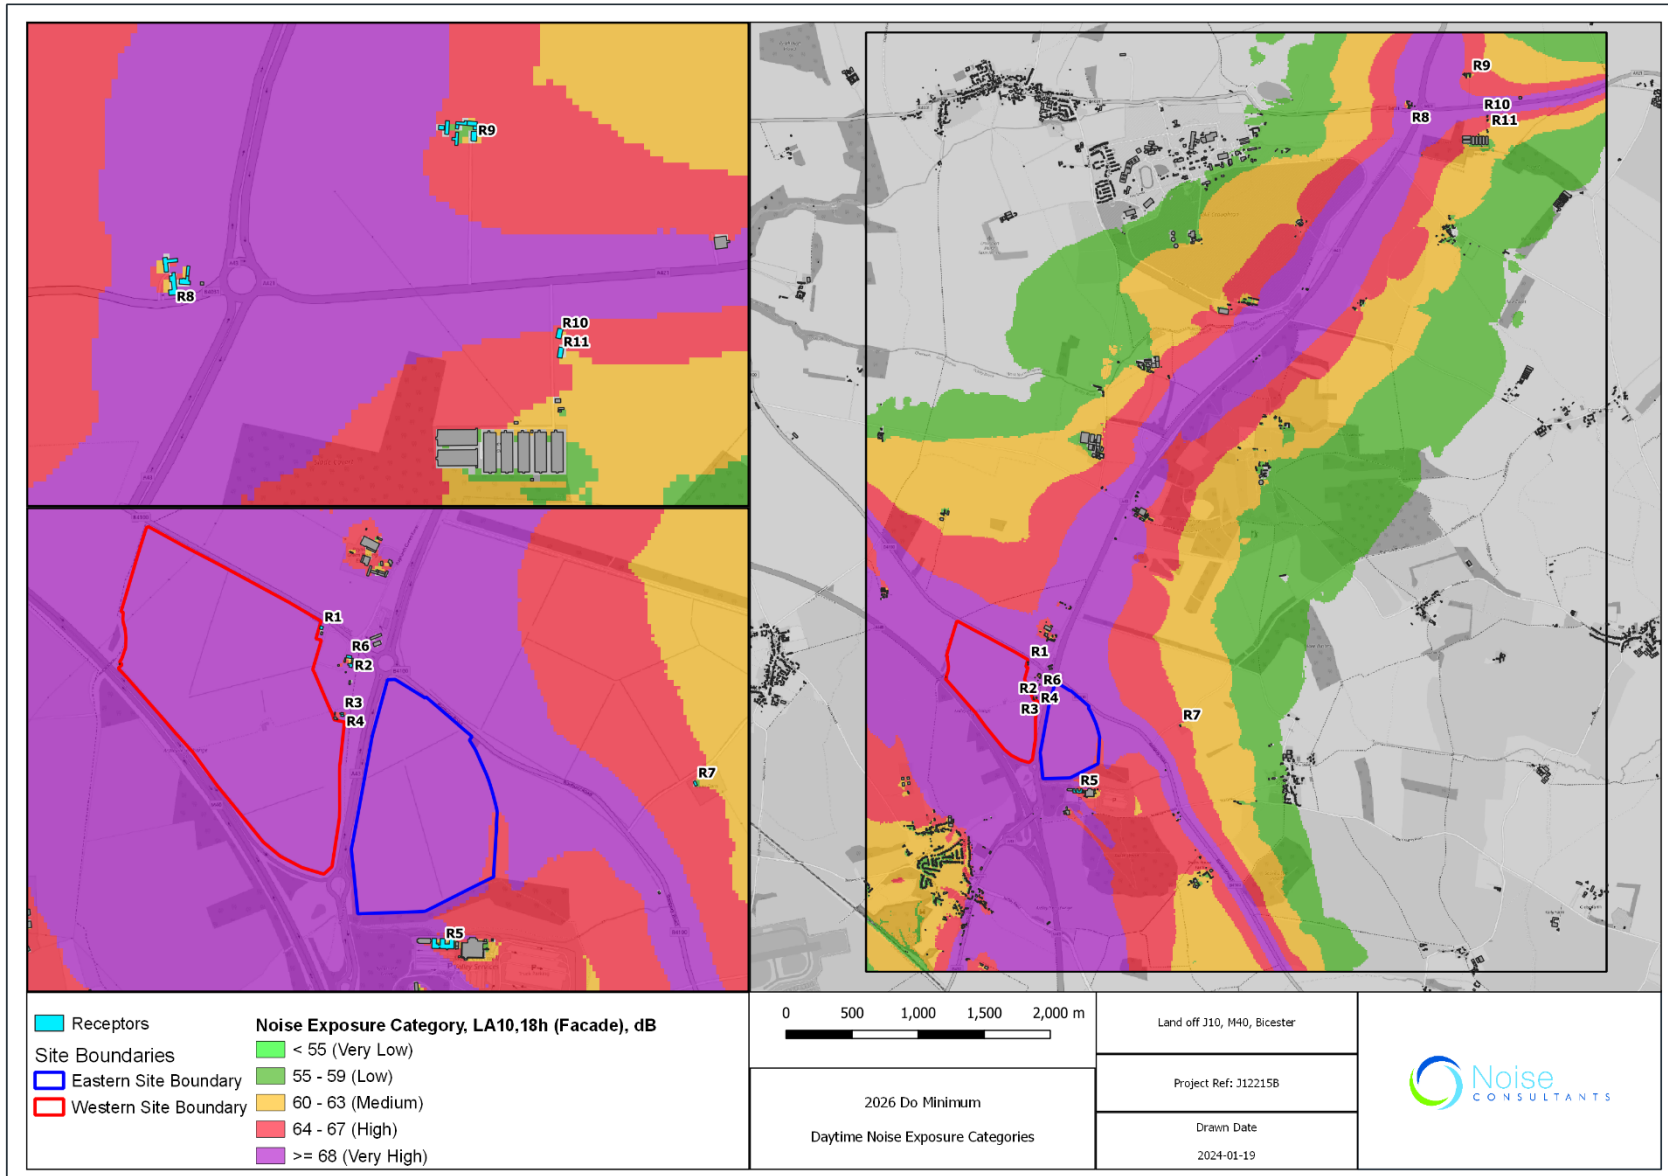 R9
R8
R10
R11
R1
R6
R2
R3
R4
R7
R5
R9
R10
R8
R11
R1
R6
R2
R4
R3
R7
R5
Receptors
Site Boundaries
Eastern Site Boundary
Western Site Boundary
Noise Exposure Category, LA10,18h (Facade), dB
< 55 (Very Low)
55 - 59 (Low)
60 - 63 (Medium)
64 - 67 (High)
>= 68 (Very High)
0 500 1,000 1,500 2,000 m
2026 Do Minimum
Daytime Noise Exposure Categories
Land off J10, M40, Bicester
Project Ref: J12215B
Drawn Date
2024-01-19
Noise
CONSULTANTS